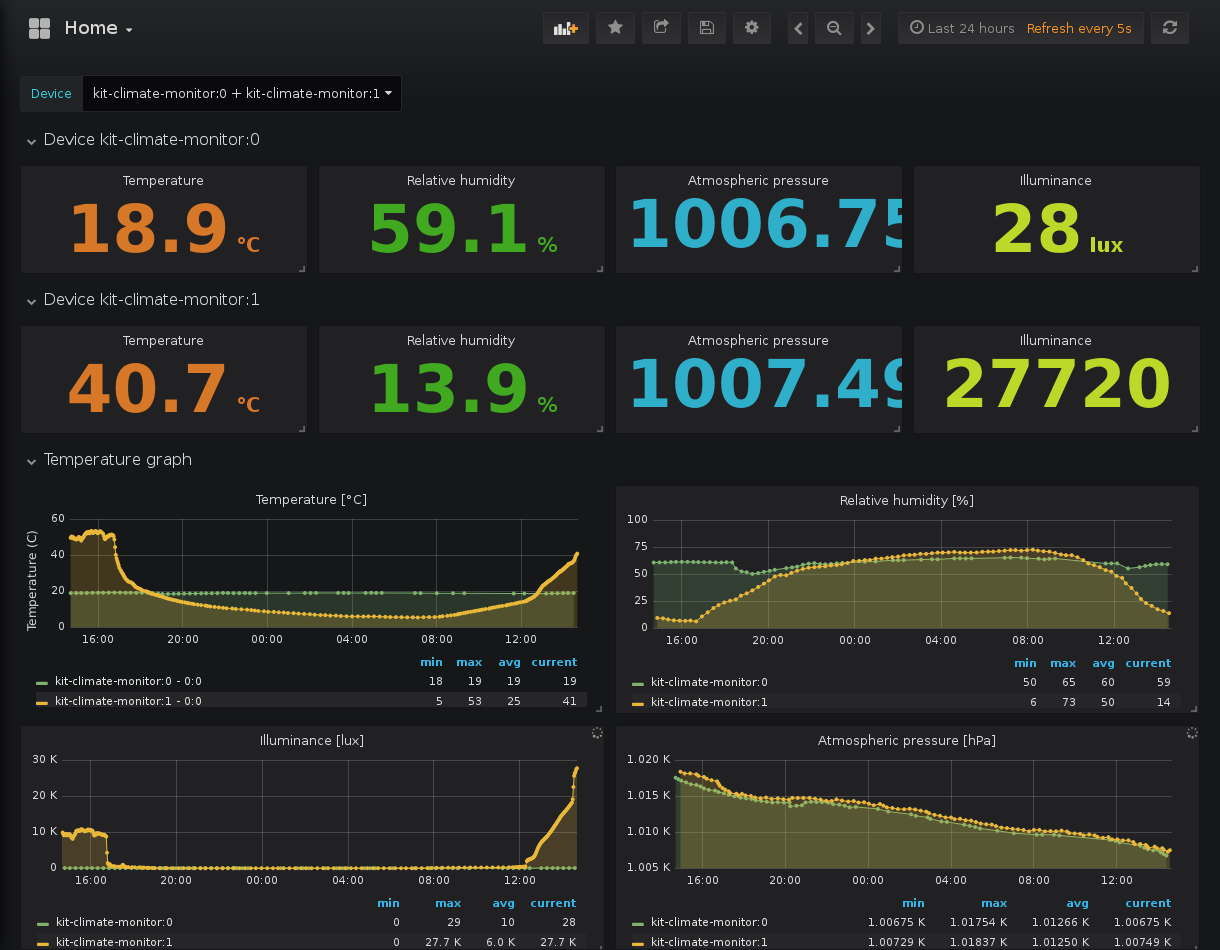 Home
Last 24 hours Refresh every 5s
Device kit-climate-monitor:0 + kit-climate-monitor:1
Device kit-climate-monitor:0
Temperature
18.9 °C
Relative humidity
59.1 %
Atmospheric pressure
1006.75
Illuminance
28 lux
Device kit-climate-monitor:1
Temperature
40.7 °C
Relative humidity
13.9 %
Atmospheric pressure
1007.49
Illuminance
27720
Temperature graph
Temperature [°C]
Temperature (C)
60
40
20
0
16:00 20:00 00:00 04:00 08:00 12:00
min max avg current
kit-climate-monitor:0 - 0:0 18 19 19 19
kit-climate-monitor:1 - 0:0 5 53 25 41
Relative humidity [%]
100
75
50
25
0
16:00 20:00 00:00 04:00 08:00 12:00
min max avg current
kit-climate-monitor:0 50 65 60 59
kit-climate-monitor:1 6 73 50 14
Illuminance [lux]
30 K
20 K
10 K
0
16:00 20:00 00:00 04:00 08:00 12:00
min max avg current
kit-climate-monitor:0 0 29 10 28
kit-climate-monitor:1 0 27.7 K 6.0 K 27.7 K
Atmospheric pressure [hPa]
1.020 K
1.015 K
1.010 K
1.005 K
16:00 20:00 00:00 04:00 08:00 12:00
min max avg current
kit-climate-monitor:0 1.00675 K 1.01754 K 1.01266 K 1.00675 K
kit-climate-monitor:1 1.00729 K 1.01837 K 1.01250 K 1.00749 K